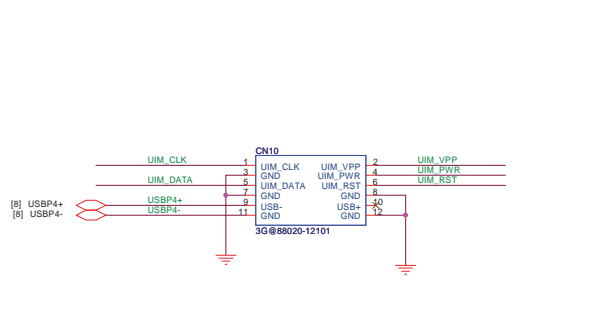 CN10
UIM_CLK 1 UIM_CLK UIM_VPP 2 UIM_VPP
3 GND UIM_PWR 4 UIM_PWR
UIM_DATA 5 UIM_DATA UIM_RST 6 UIM_RST
7 GND GND 8
[8] USBP4+ USBP4+ 9 USB- USB+ 10
[8] USBP4- USBP4- 11 GND GND 12
3G@88020-12101